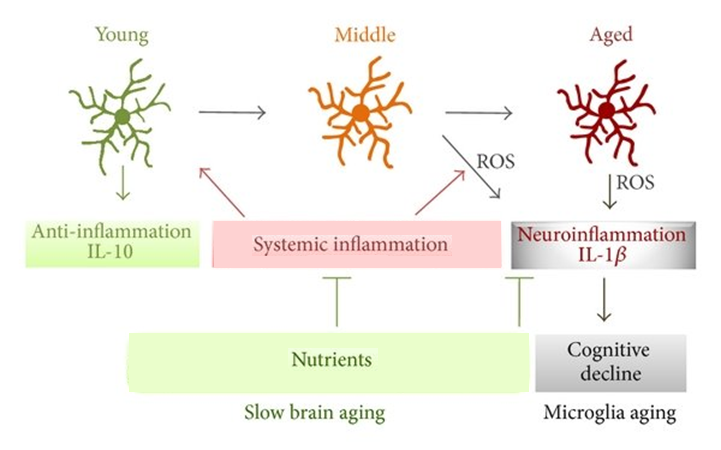 Young
Middle
Aged
ROS
ROS
Anti-inflammation
IL-10
Systemic inflammation
Neuroinflammation
IL-1β
Nutrients
Cognitive
decline
Slow brain aging
Microglia aging